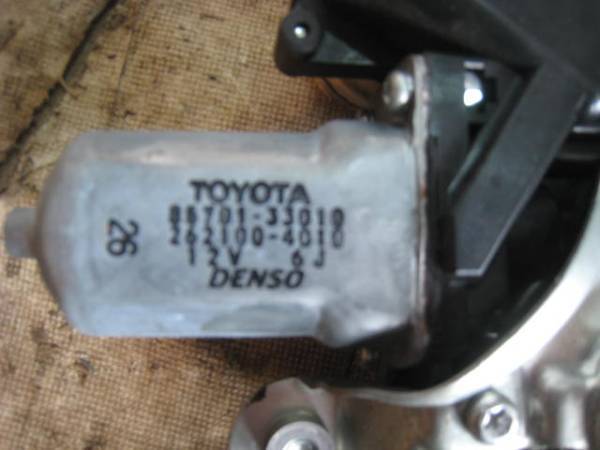 TOYOTA
88701-33010
262100-4010
12V 6J
DENSO
26